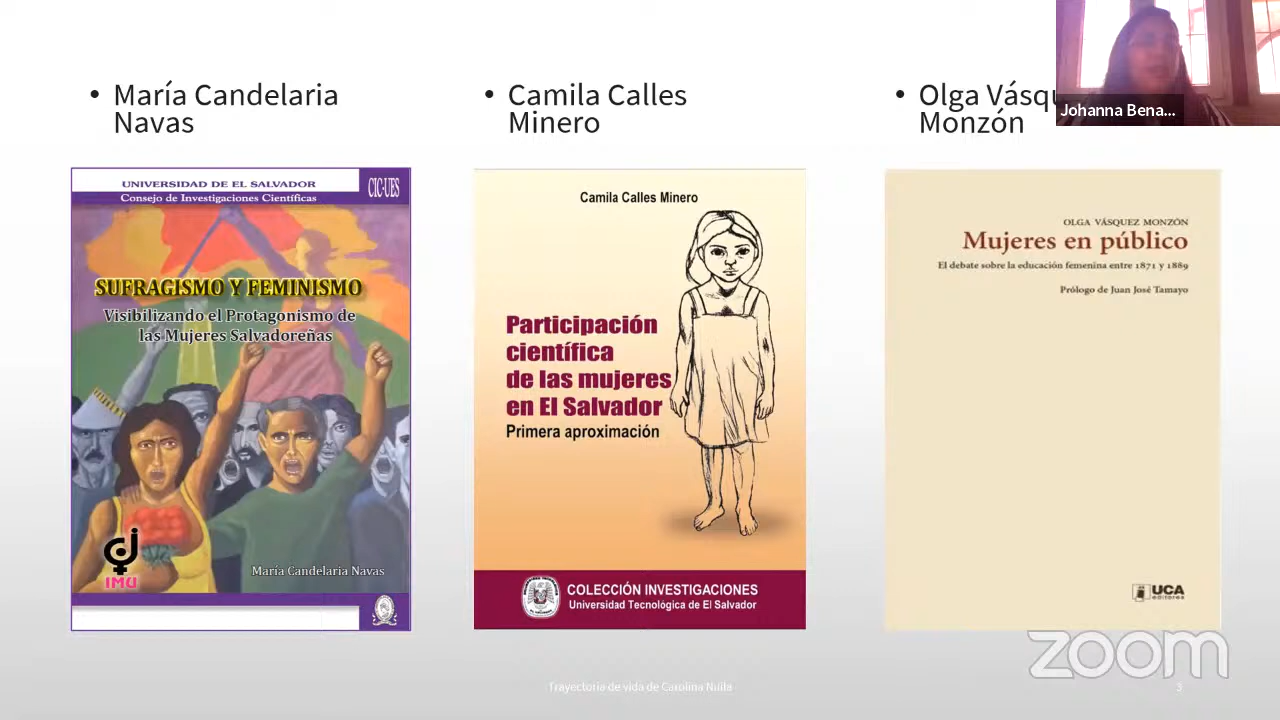 • María Candelaria
Navas
• Camila Calles
Minero
• Olga
Monzón
Johanna Bena...
UNIVERSIDAD DE EL SALVADOR
Consejo de Investigaciones Científicas
CIC-UES
SUFRAGISMO Y FEMINISMO
Visibilizando el Protagonismo de
las Mujeres Salvadoreñas
IMU
María Candelaria Navas
Camila Calles Minero
Participación
científica
de las mujeres
en El Salvador
Primera aproximación
COLECCIÓN INVESTIGACIONES
Universidad Tecnológica de El Salvador
OLGA VÁSQUEZ MONZÓN
Mujeres en público
El debate sobre la educación femenina entre 1871 y 1889
Prólogo de Juan José Tamayo
UCA
editores
zoom
Trayectoria de vida de Carolina Nuila
3